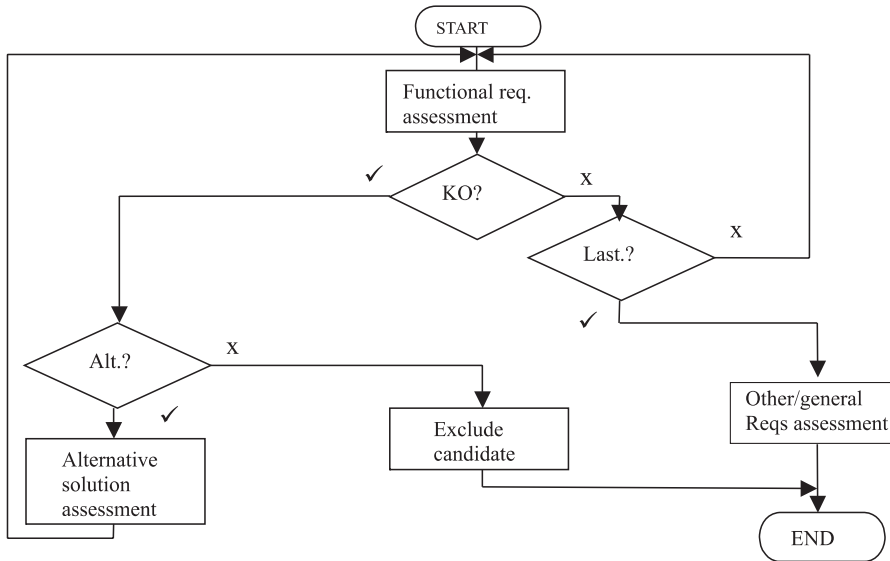 START
Functional req.
assessment
✓
KO?
x
Last.?
x
✓
Alt.?
x
✓
Alternative
solution
assessment
Exclude
candidate
Other/general
Reqs assessment
END